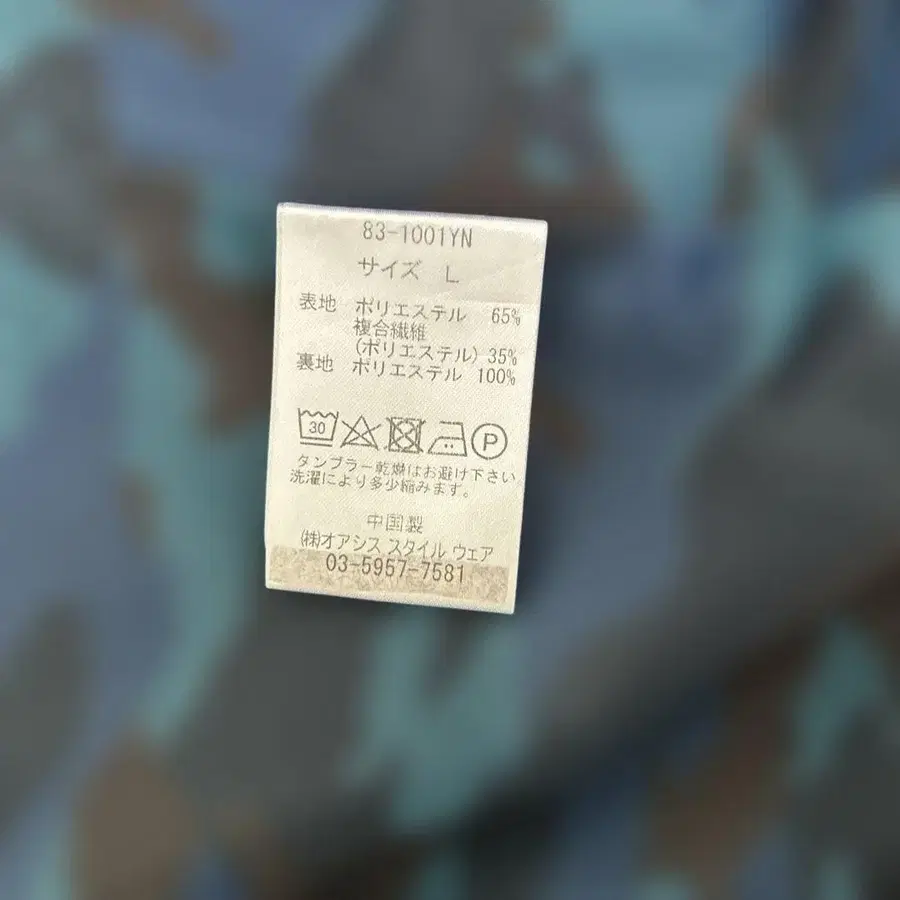 83-1001YN
サイズ L
表地 ポリエステル 65%
複合繊維
(ポリエステル) 35%
裏地 ポリエステル 100%
30 P
タンブラー乾燥はお避け下さい。
洗濯により多少縮みます。
中国製
(株)オアシス スタイル ウェア
03-5957-7581